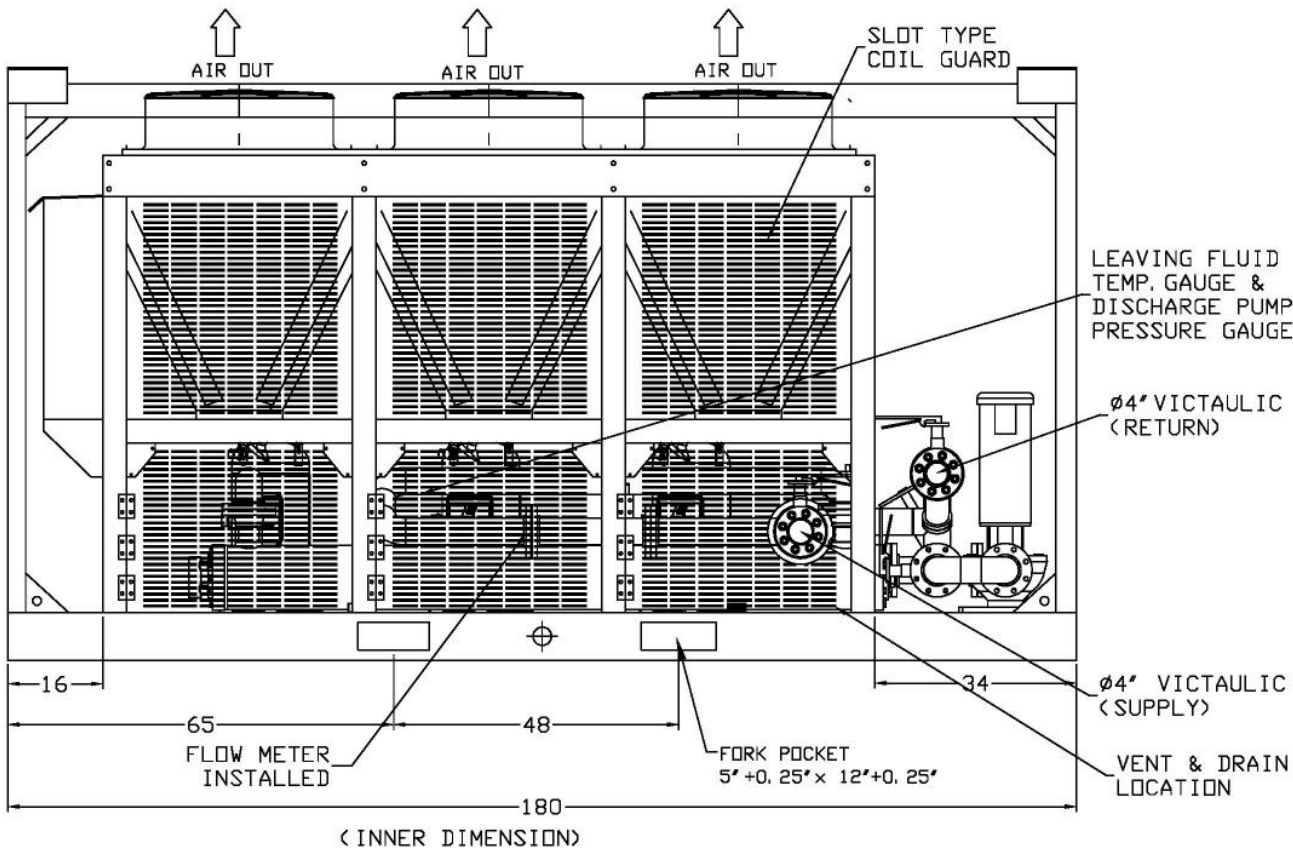 SLOT TYPE
COIL GUARD
AIR OUT
AIR OUT
AIR OUT
LEAVING FLUID
TEMP. GAUGE &
DISCHARGE PUMP
PRESSURE GAUGE
Ø4" VICTAULIC
(RETURN)
16
34
Ø4" VICTAULIC
(SUPPLY)
65
48
FLOW METER
INSTALLED
FORK POCKET
5"+0.25" x 12"+0.25"
VENT & DRAIN
LOCATION
180
(INNER DIMENSION)